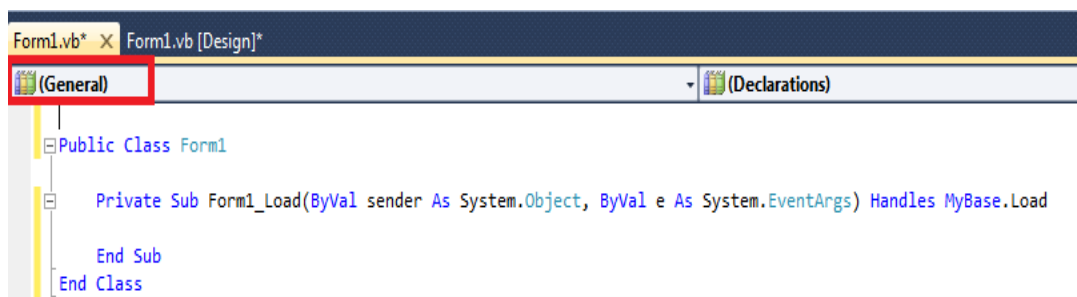 Form1.vb* X Form1.vb [Design]*
(General) (Declarations)
Public Class Form1
Private Sub Form1_Load(ByVal sender As System.Object, ByVal e As System.EventArgs) Handles MyBase.Load
End Sub
End Class